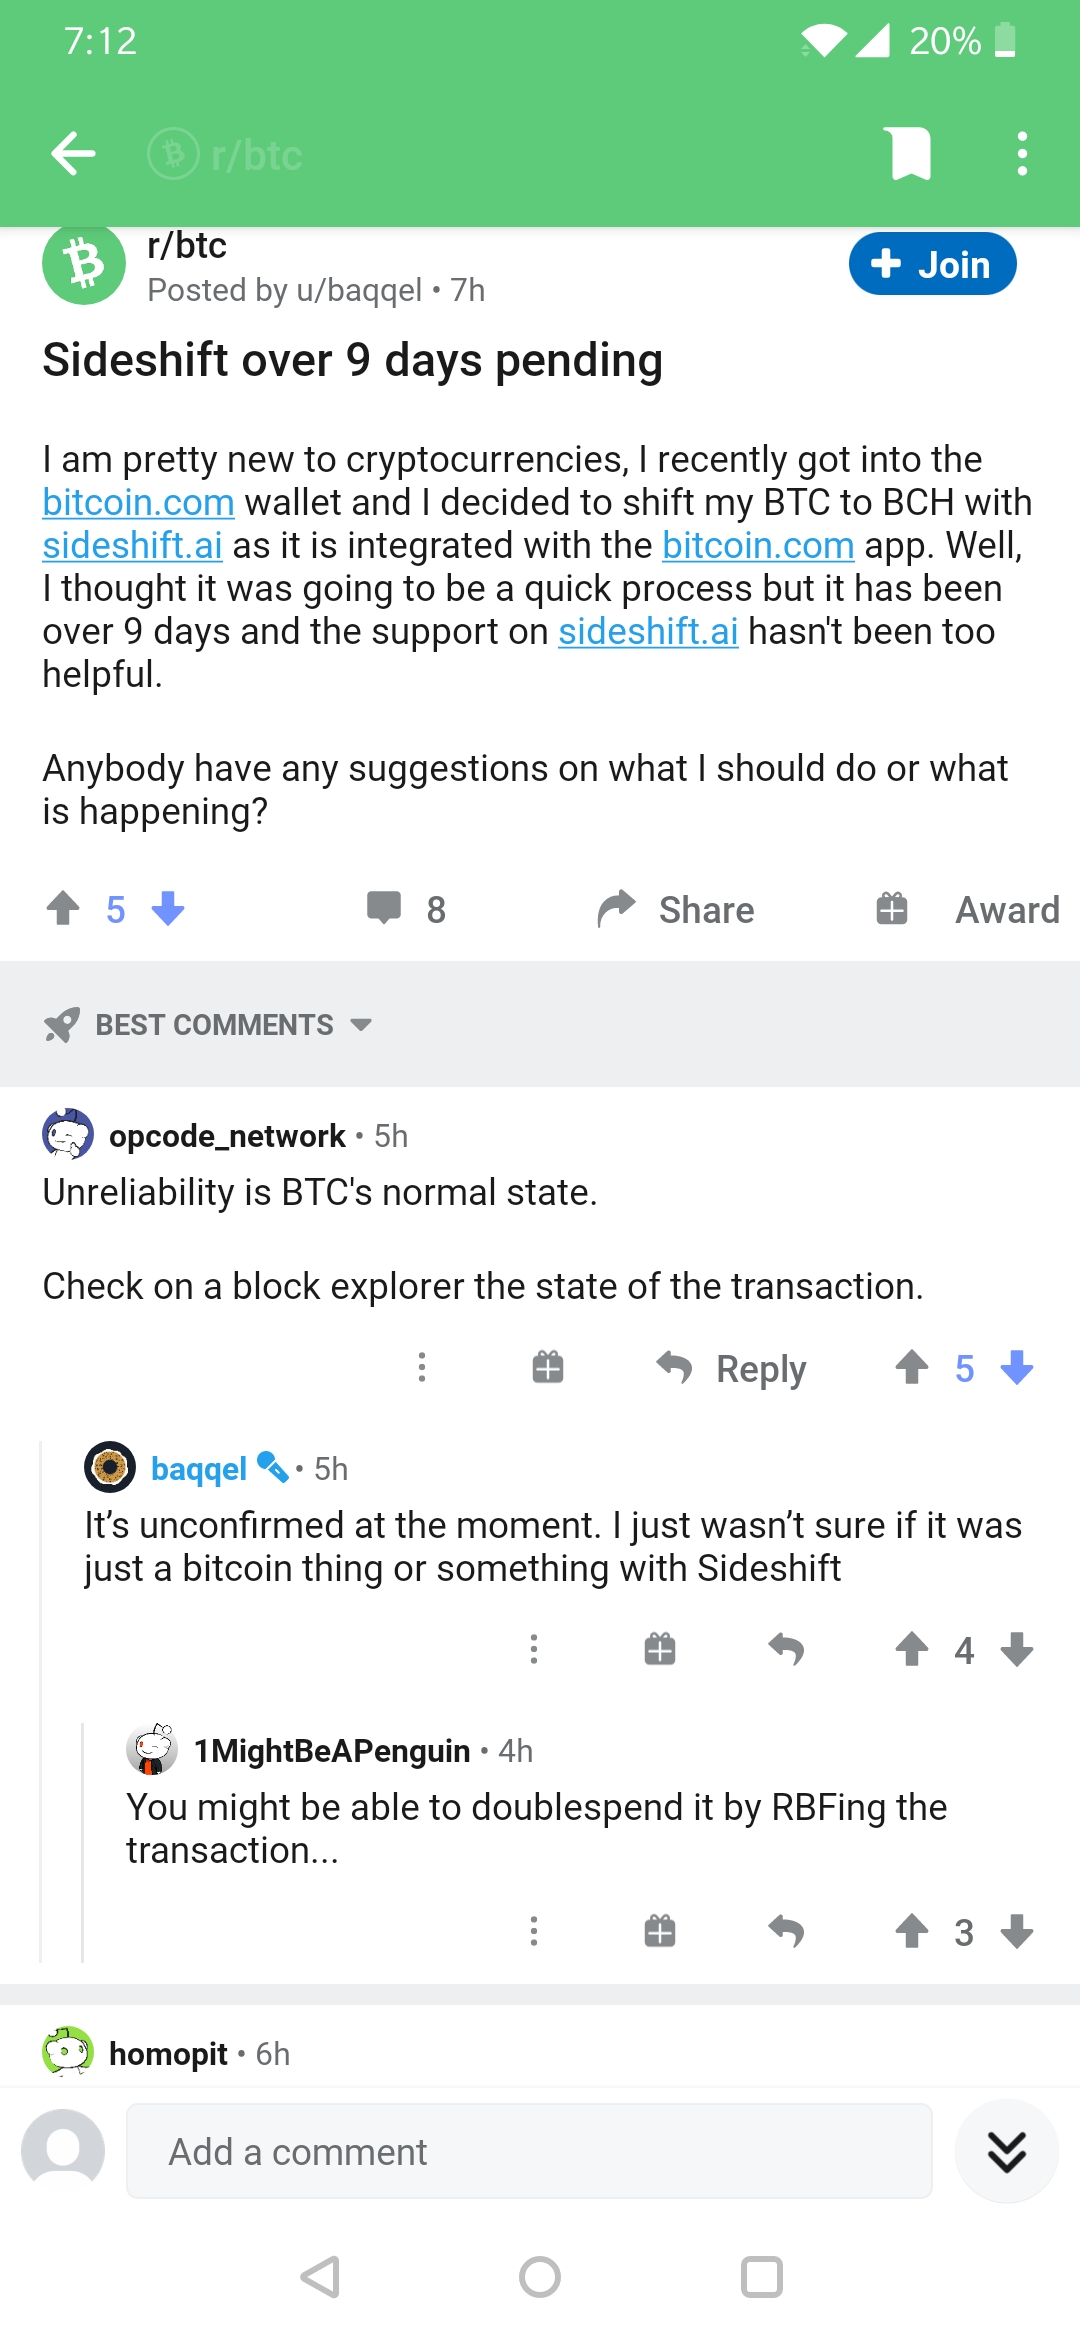 7:12
20%
r/btc
r/btc
Posted by u/baqqel • 7h
Join
Sideshift over 9 days pending
I am pretty new to cryptocurrencies, I recently got into the
bitcoin.com wallet and I decided to shift my BTC to BCH with
sideshift.ai as it is integrated with the bitcoin.com app. Well,
I thought it was going to be a quick process but it has been
over 9 days and the support on sideshift.ai hasn't been too
helpful.
Anybody have any suggestions on what I should do or what
is happening?
5 8 Share Award
BEST COMMENTS
opcode_network • 5h
Unreliability is BTC's normal state.
Check on a block explorer the state of the transaction.
Reply 5
baqqel • 5h
It’s unconfirmed at the moment. I just wasn’t sure if it was
just a bitcoin thing or something with Sideshift
4
1MightBeAPenguin • 4h
You might be able to doublespend it by RBFing the
transaction...
3
homopit • 6h
Add a comment